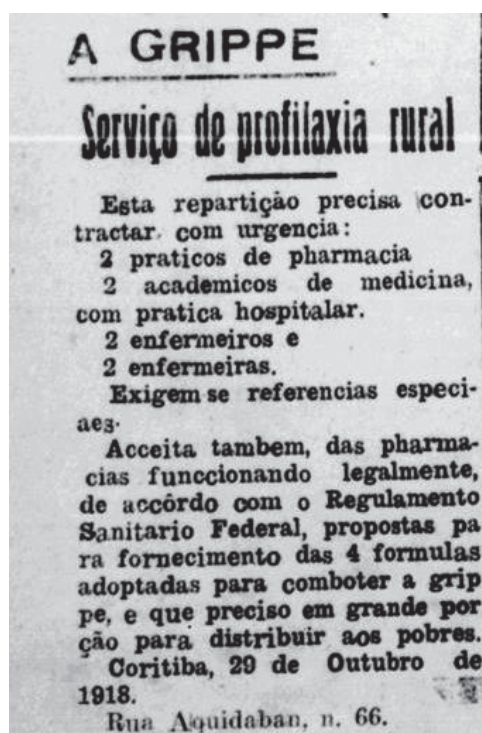 A GRIPPE
Serviço de profilaxia rural
Esta repartição precisa con-
tractar com urgencia:
2 praticos de pharmacia
2 academicos de medicina,
com pratica hospitalar.
2 enfermeiros e
2 enfermeiras.
Exigem se referencias especi-
aes.
Acceita tambem, das pharma-
cias funccionando legalmente,
de accôrdo com o Regulamento
Sanitario Federal, propostas pa
ra fornecimento das 4 formulas
adoptadas para comboter a grip
pe, e que preciso em grande por
ção para distribuir aos pobres.
Coritiba, 29 de Outubro de
1918.
Rua Aquidaban, n. 66.